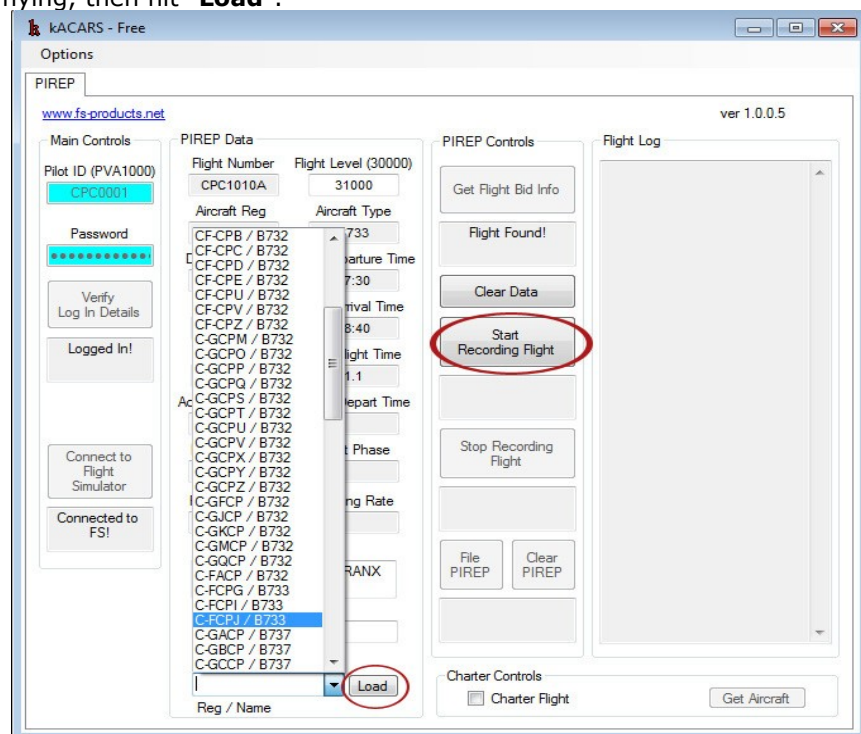 then hit "Load".
kACARS - Free
Options
PIREP
www.fs-products.net
ver 1.0.0.5
Main Controls
Pilot ID (PVA1000)
CPC0001
Password
Verify
Log In Details
Logged In!
Connect to
Flight
Simulator
Connected to
FS!
PIREP Data
Flight Number Flight Level (30000)
CPC1010A 31000
Aircraft Reg Aircraft Type
733
Time
7:30
Time
8:40
Time
1.1
Time
Phase
Rate
RANX
CF-CPB / B732
CF-CPC / B732
CF-CPD / B732
CF-CPE / B732
CF-CPU / B732
CF-CPV / B732
CF-CPZ / B732
C-GCPM / B732
C-GCPO / B732
C-GCPP / B732
C-GCPQ / B732
C-GCPS / B732
C-GCPT / B732
C-GCPU / B732
C-GCPV / B732
C-GCPX / B732
C-GCPY / B732
C-GCPZ / B732
C-GFCP / B732
C-GJCP / B732
C-GKCP / B732
C-GMCP / B732
C-GQCP / B732
C-FACP / B732
C-FCPG / B733
C-FCPI / B733
C-FCPJ / B733
C-GACP / B737
C-GBCP / B737
C-GCCP / B737
Load
Reg / Name
PIREP Controls
Get Flight Bid Info
Flight Found!
Clear Data
Start
Recording Flight
Stop Recording
Flight
File
PIREP
Clear
PIREP
Flight Log
Charter Controls
Charter Flight
Get Aircraft